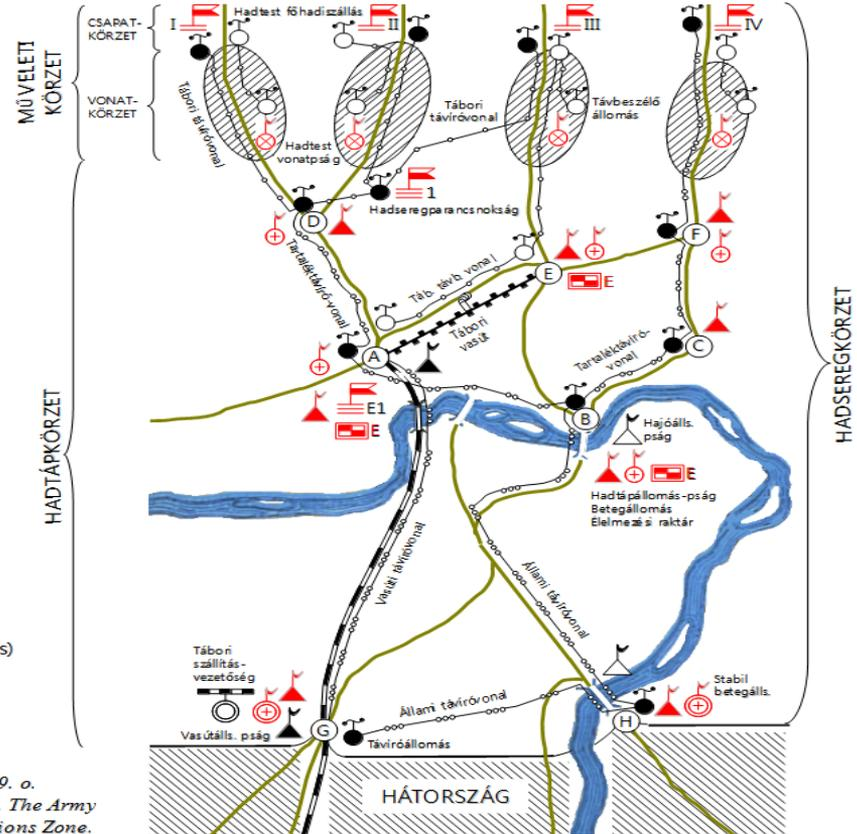 CSAPAT-
KÖRZET
I
Hadtest főhadiszállás
II
III
IV
MŰVELETI
KÖRZET
VONAT-
KÖRZET
Tábori távíróvonal
Tábori
távíróvonal
Távbeszélő
állomás
Hadtest
vonatpság
1
Hadseregparancsnokság
D
F
Tartaléktávíró-vonal
Táb. távb. vonal
E
E
Tábori
vasút
Tartaléktávíró-
vonal
C
A
HADSEREGKÖRZET
HADTÁPKÖRZET
E1
E
B
Hajóálls.
pság
E
Hadtápállomás-pság
Betegállomás
Élelmezési raktár
Vasúti távíróvonal
Állami távíróvonal
s)
Tábori
szállítás-
vezetőség
Stabil
betegálls.
Állami távíróvonal
Vasútálls. pság
G
Távíróállomás
H
9. o.
. The Army
ions Zone.
HÁTORSZÁG